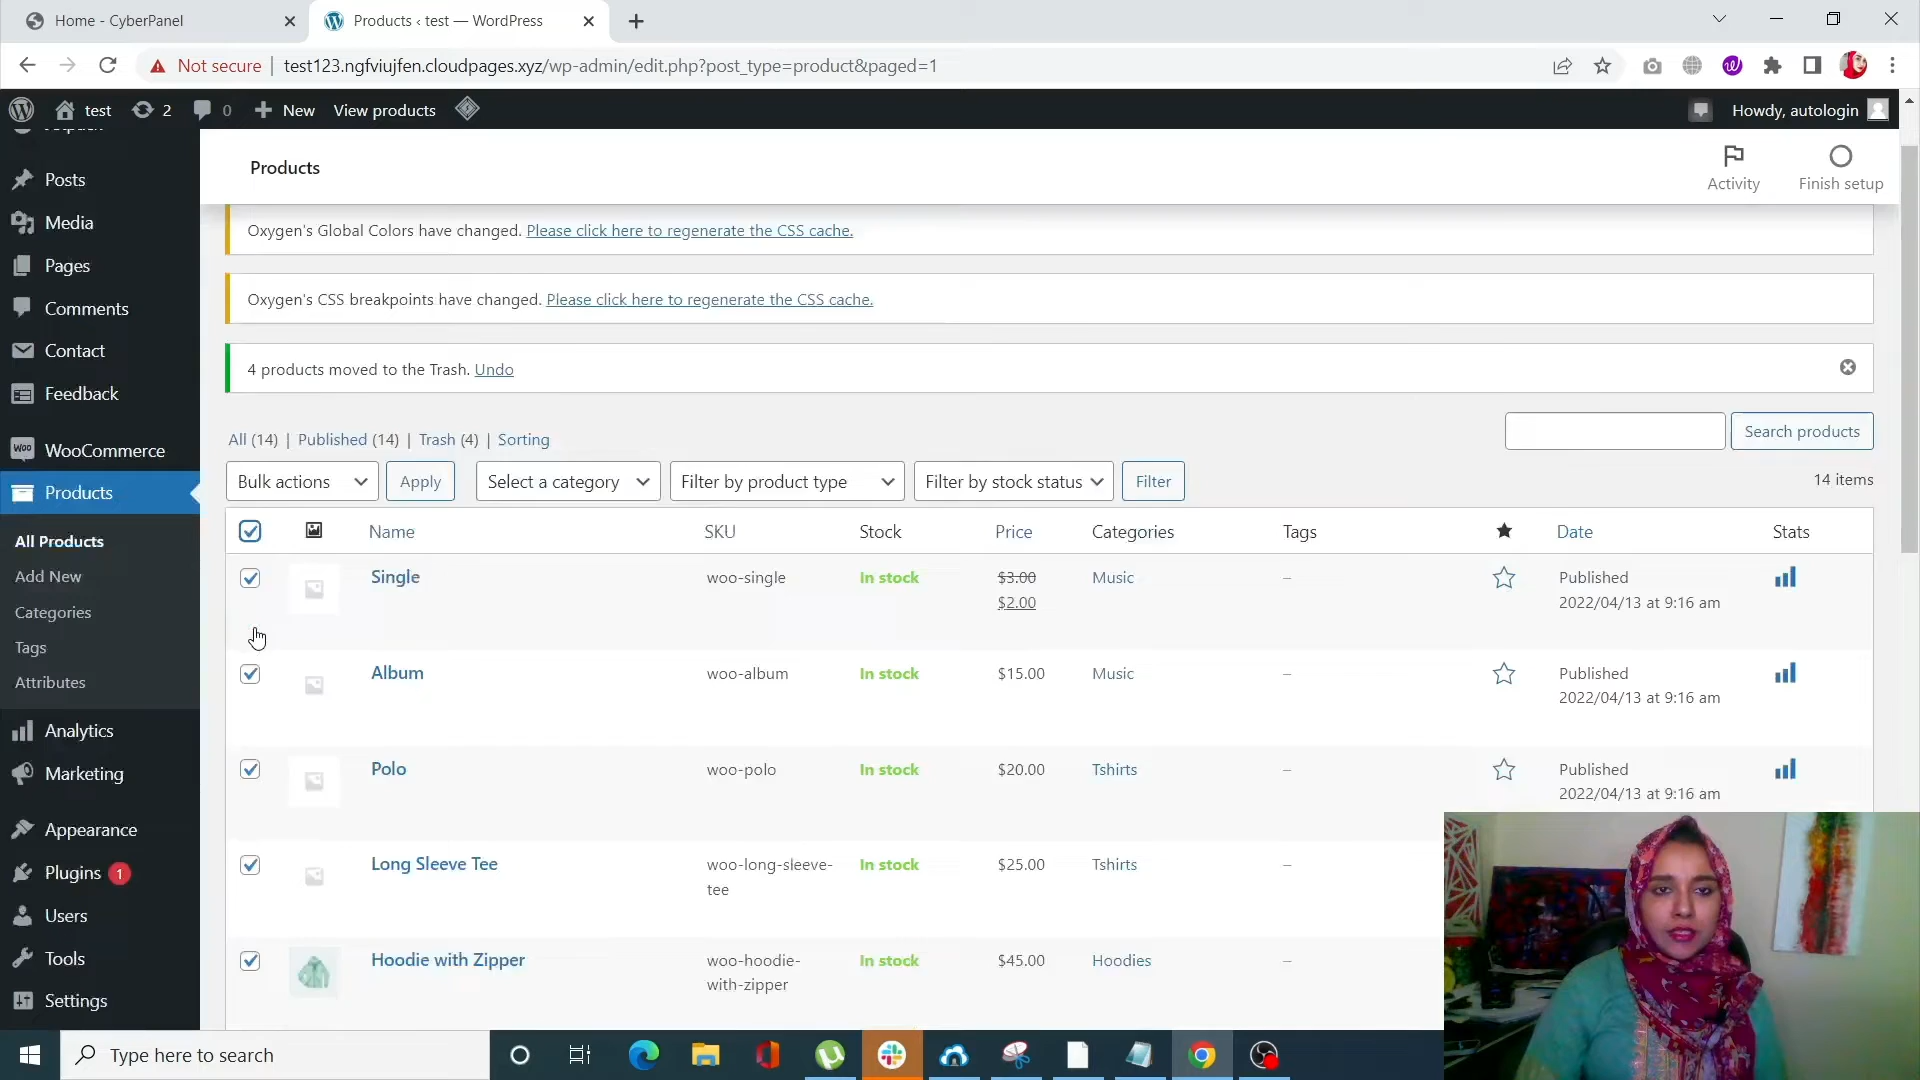 Home - CyberPanel
Products ‹ test — WordPress
Not secure
test123.ngfviujfen.cloudpages.xyz/wp-admin/edit.php?post_type=product&paged=1
test
2
0
New
View products
Howdy, autologin
Posts
Media
Pages
Comments
Contact
Feedback
WooCommerce
Products
All Products
Add New
Categories
Tags
Attributes
Analytics
Marketing
Appearance
Plugins 1
Users
Tools
Settings
Products
Activity
Finish setup
Oxygen's Global Colors have changed. Please click here to regenerate the CSS cache.
Oxygen's CSS breakpoints have changed. Please click here to regenerate the CSS cache.
4 products moved to the Trash. Undo
All (14) | Published (14) | Trash (4) | Sorting
Search products
Bulk actions
Apply
Select a category
Filter by product type
Filter by stock status
Filter
14 items
Name SKU Stock Price Categories Tags Date Stats
Single woo-single In stock $3.00 Music – Published
$2.00 2022/04/13 at 9:16 am
Album woo-album In stock $15.00 Music – Published
2022/04/13 at 9:16 am
Polo woo-polo In stock $20.00 Tshirts – Published
2022/04/13 at 9:16 am
Long Sleeve Tee woo-long-sleeve- In stock $25.00 Tshirts –
tee
Hoodie with Zipper woo-hoodie- In stock $45.00 Hoodies –
with-zipper
Type here to search